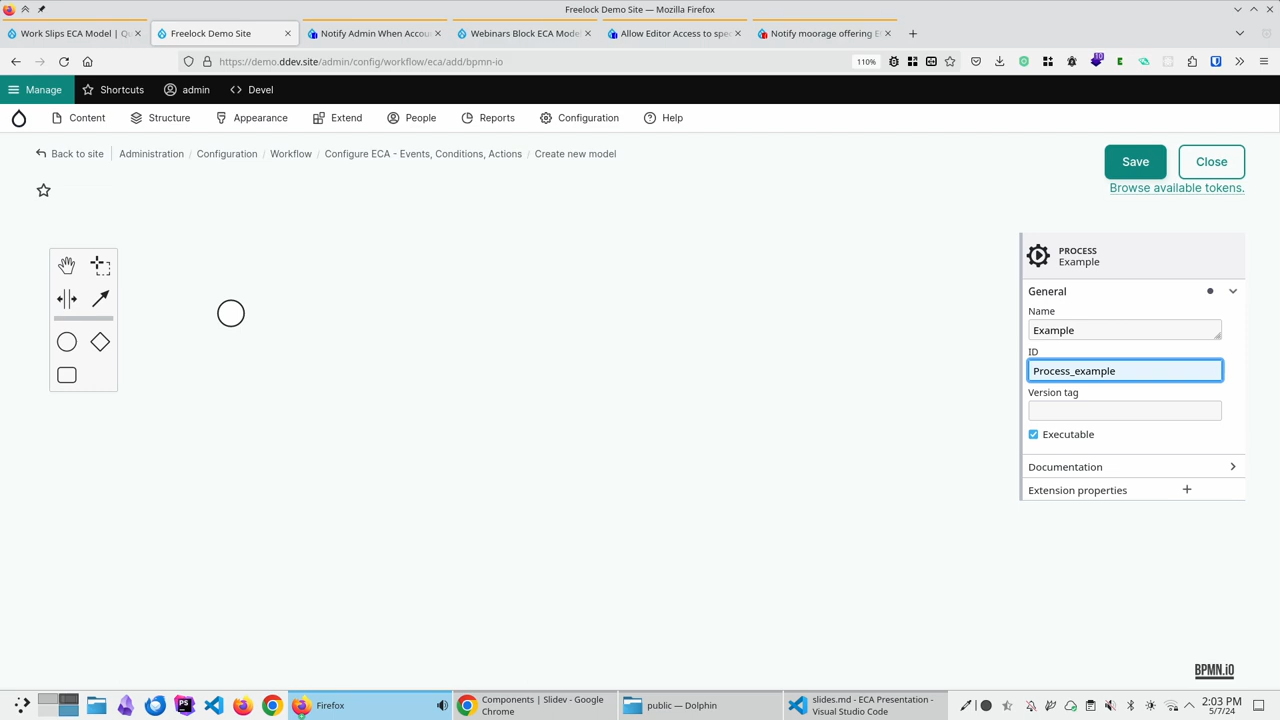 Freelock Demo Site — Mozilla Firefox
Work Slips ECA Model | Qu
Freelock Demo Site
Notify Admin When Accou
Webinars Block ECA Model
Allow Editor Access to spe
Notify moorage offering E
https://demo.ddev.site/admin/config/workflow/eca/add/bpmn-io
110%
10
Manage
Shortcuts
admin
Devel
Content
Structure
Appearance
Extend
People
Reports
Configuration
Help
Back to site
Administration / Configuration / Workflow / Configure ECA - Events, Conditions, Actions / Create new model
Save
Close
Browse available tokens.
PROCESS
Example
General
Name
Example
ID
Process_example
Version tag
Executable
Documentation
Extension properties
BPMN.iO
PS
Firefox
Components | Slidev - Google
Chrome
public — Dolphin
slides.md - ECA Presentation -
Visual Studio Code
2:03 PM
5/7/24